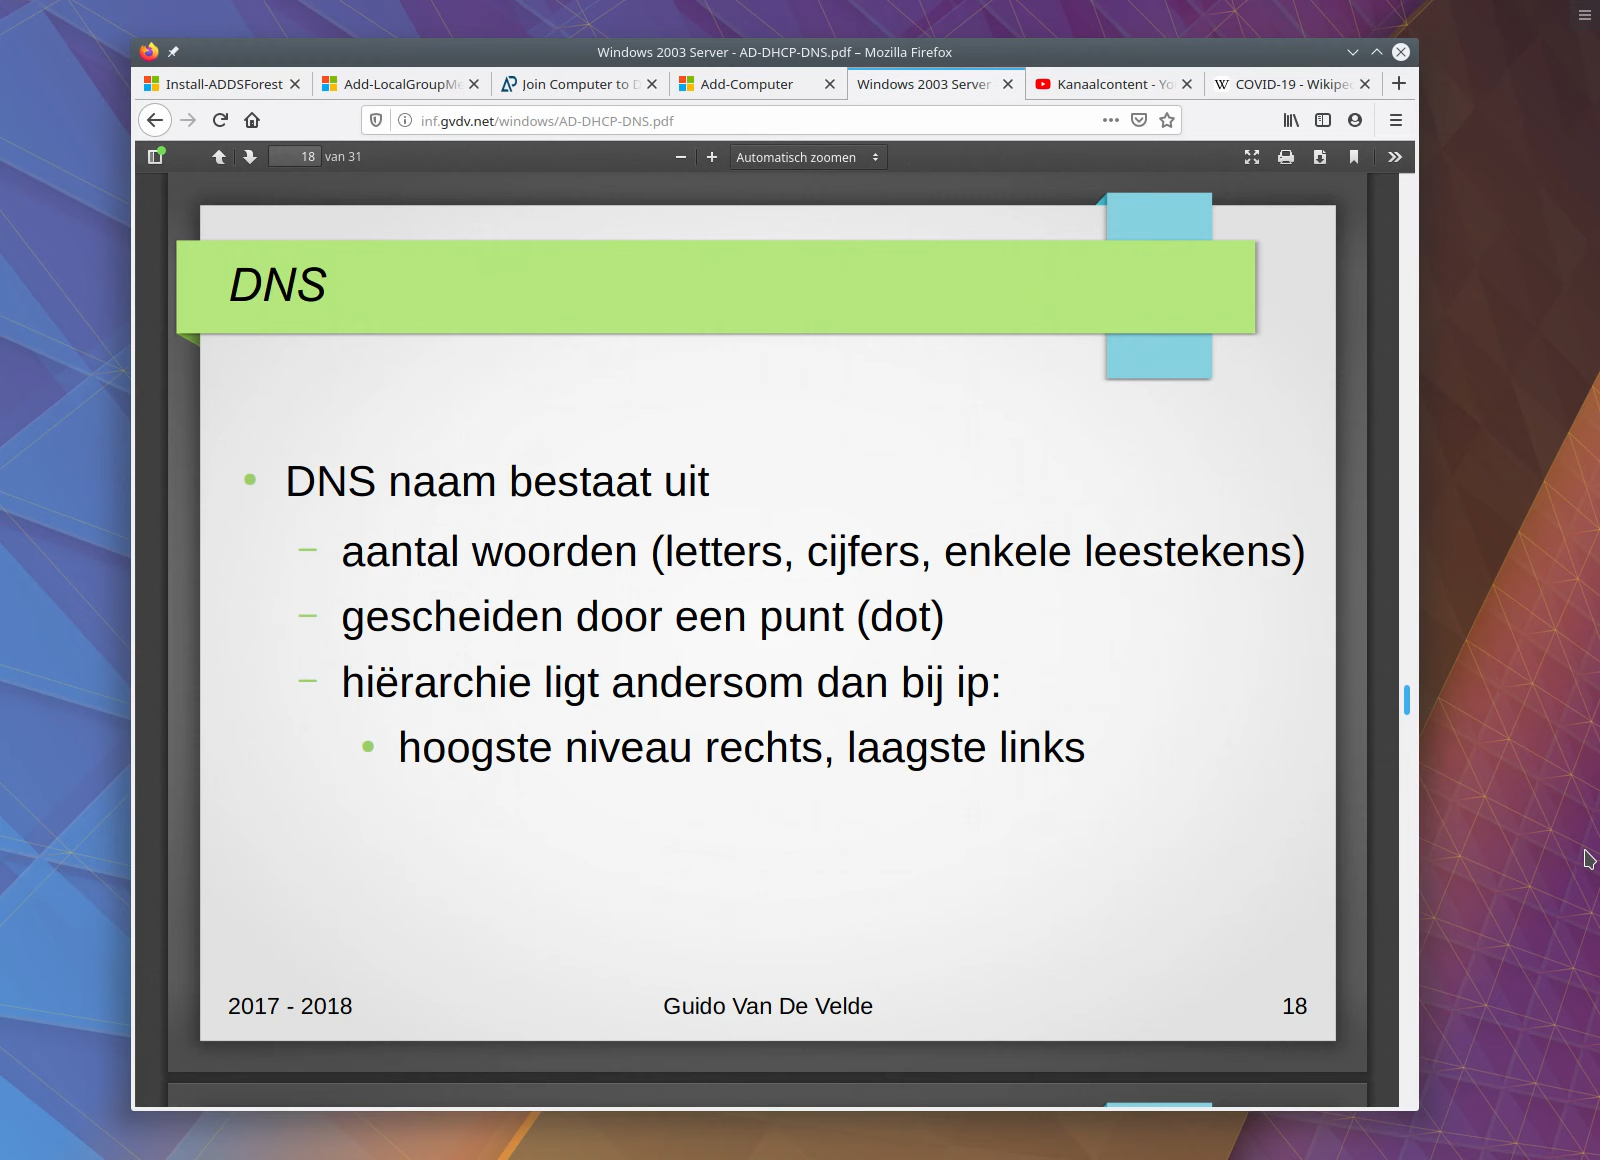 Windows 2003 Server - AD-DHCP-DNS.pdf – Mozilla Firefox
Install-ADDSForest
Add-LocalGroupMe
Join Computer to D
Add-Computer
Windows 2003 Server
Kanaalcontent - Yo
COVID-19 - Wikipe
inf.gvdv.net/windows/AD-DHCP-DNS.pdf
18 van 31
Automatisch zoomen
DNS
DNS naam bestaat uit
– aantal woorden (letters, cijfers, enkele leestekens)
– gescheiden door een punt (dot)
– hiërarchie ligt andersom dan bij ip:
• hoogste niveau rechts, laagste links
2017 - 2018
Guido Van De Velde
18